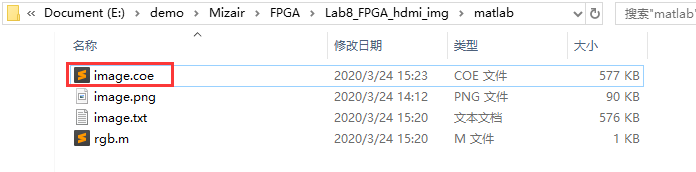 « Document (E:) › demo › Mizair › FPGA › Lab8_FPGA_hdmi_img › matlab 搜索"matlab"
名称 修改日期 类型 大小
image.coe 2020/3/24 15:23 COE 文件 577 KB
image.png 2020/3/24 14:12 PNG 文件 90 KB
image.txt 2020/3/24 15:20 文本文档 576 KB
rgb.m 2020/3/24 15:20 M 文件 1 KB